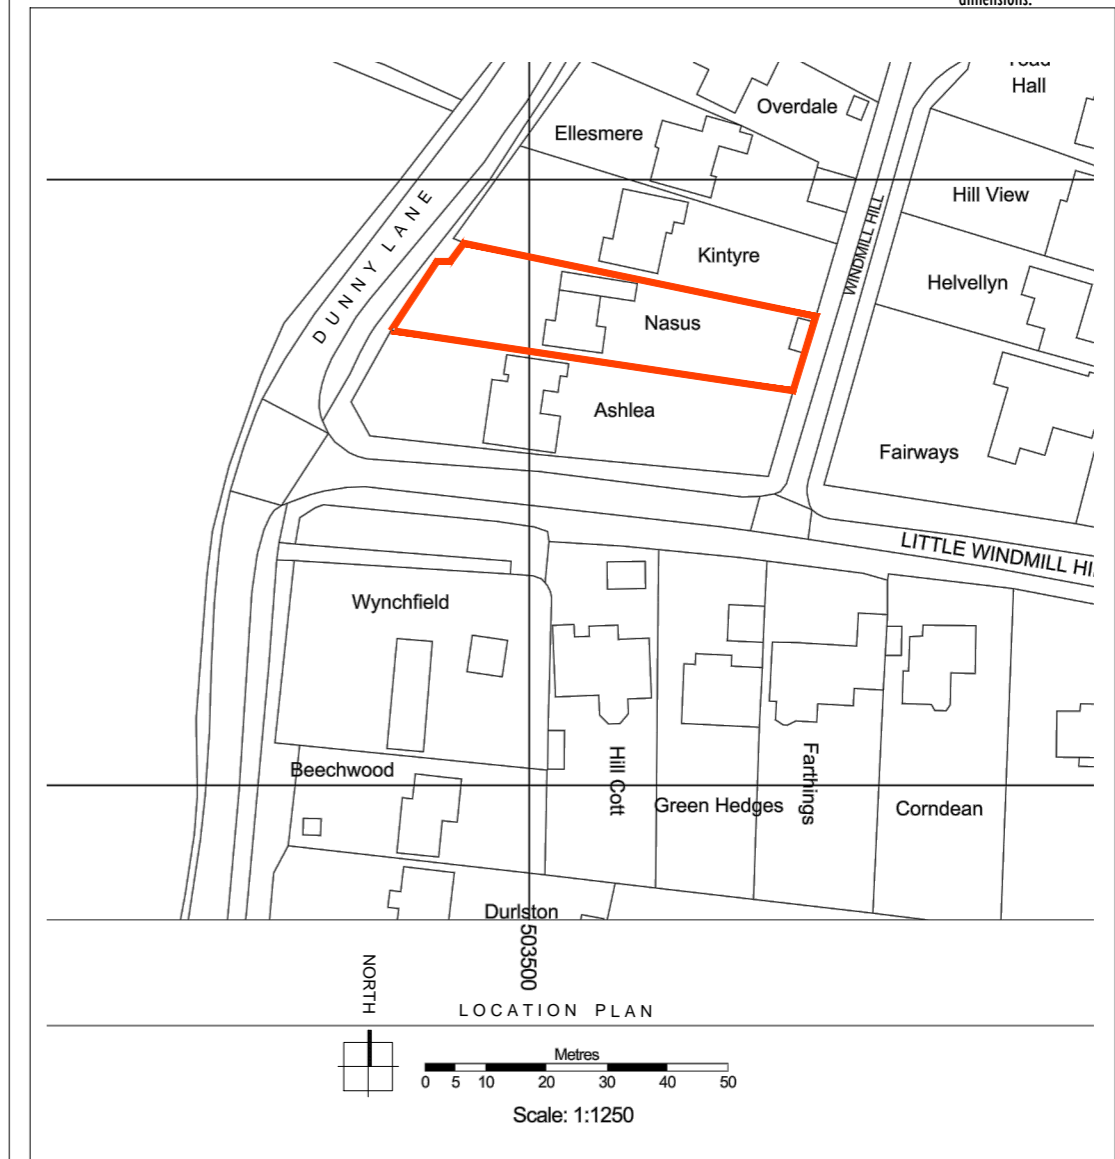 dimensions.
Hall
Overdale
Ellesmere
Hill View
DUNNY LANE
WINDMILL HILL
Kintyre
Helvellyn
Nasus
Ashlea
Fairways
LITTLE WINDMILL
Wynchfield
Hill Cott
Farthings
Beechwood
Green Hedges
Corndean
Durlston
503500
NORTH
LOCATION PLAN
Metres
0 5 10 20 30 40 50
Scale: 1:1250